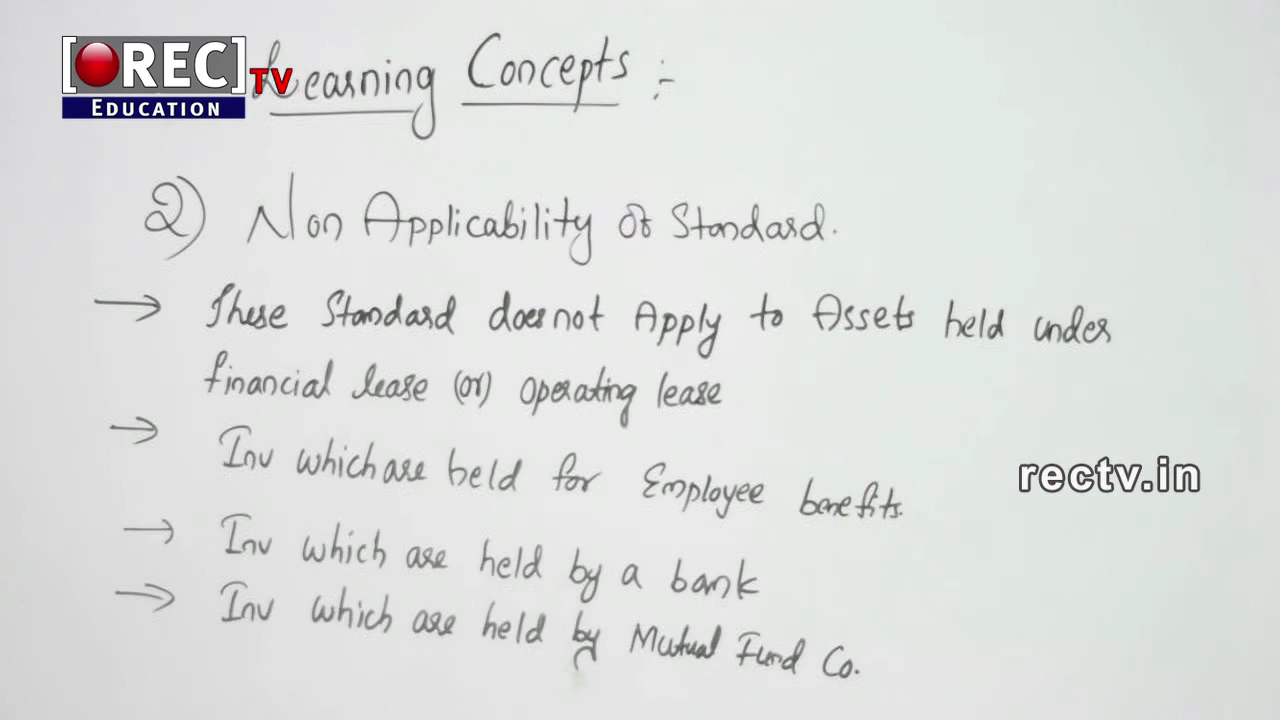 [REC] TV
EDUCATION
Learning Concepts :-
2) Non Applicability of Standard.
→ These Standard does not Apply to Assets held under
financial lease (or) operating lease
→ Inv which are held for Employee benefits.
→ Inv which are held by a bank
→ Inv which are held by Mutual Fund Co.
rectv.in